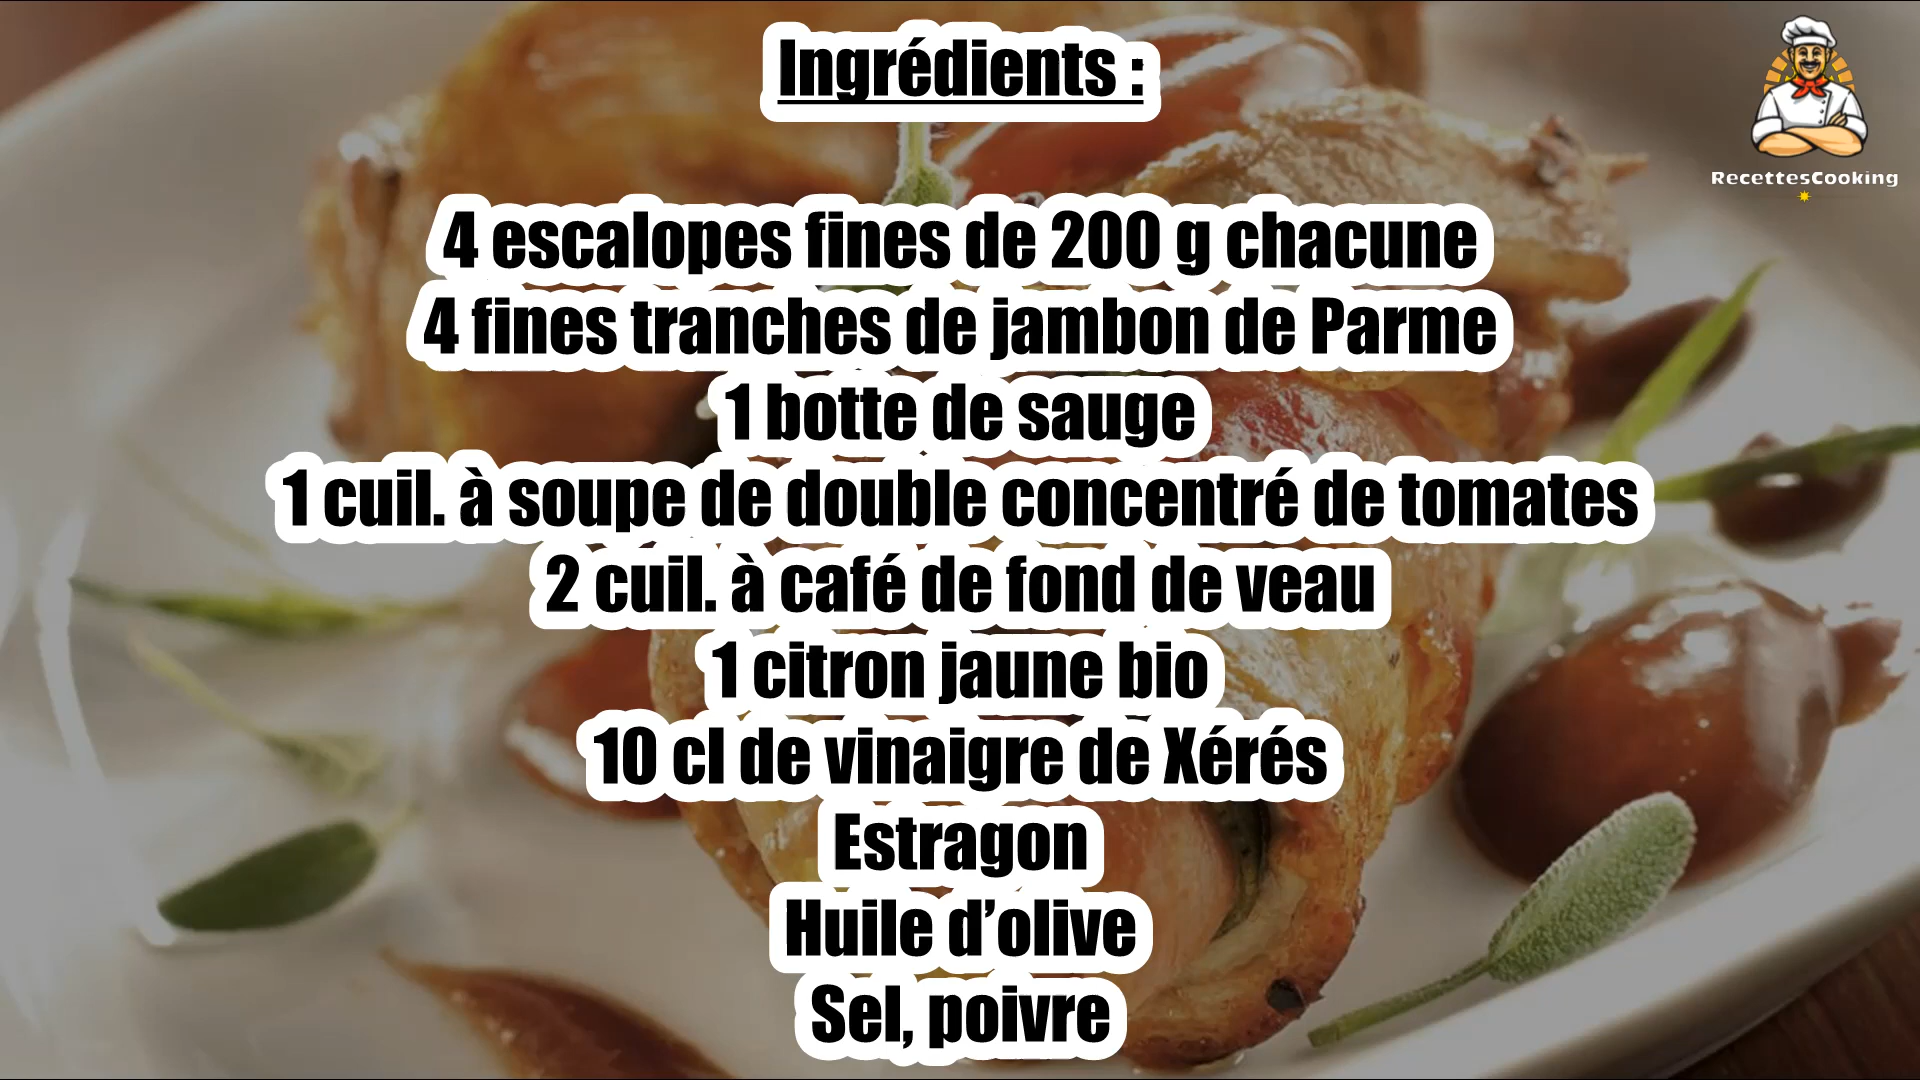 Ingrédients :
RecettesCooking
4 escalopes fines de 200 g chacune
4 fines tranches de jambon de Parme
1 botte de sauge
1 cuil. à soupe de double concentré de tomates
2 cuil. à café de fond de veau
1 citron jaune bio
10 cl de vinaigre de Xérés
Estragon
Huile d’olive
Sel, poivre